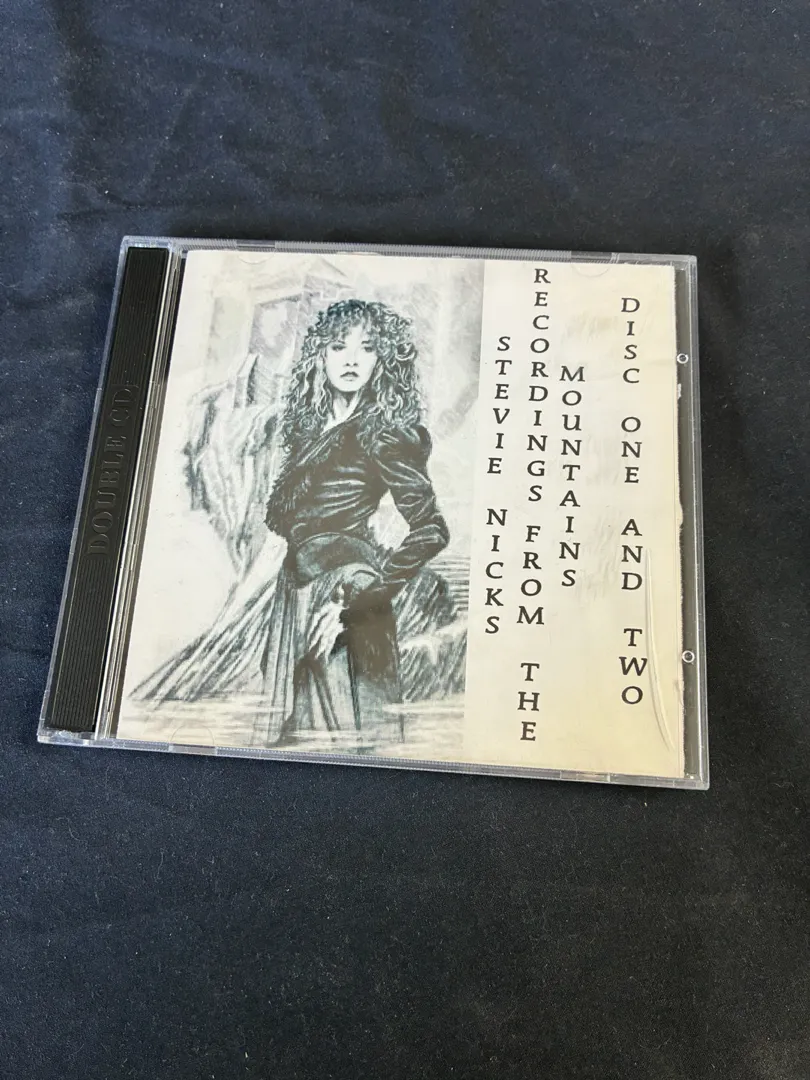 DOUBLE CD
STEVIE NICKS
RECORDINGS FROM THE
MOUNTAINS
DISC ONE AND TWO